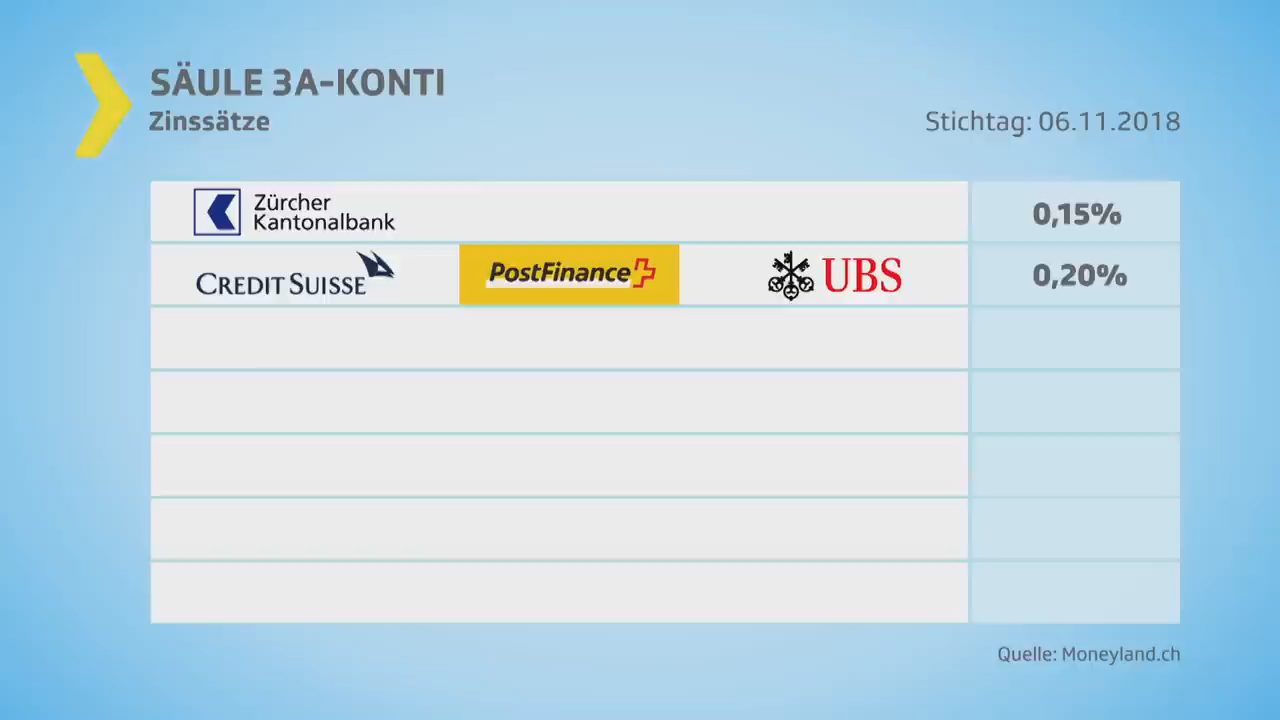 SÄULE 3A-KONTI
Zinssätze
Stichtag: 06.11.2018
Zürcher
Kantonalbank
0,15%
CREDIT SUISSE PostFinance UBS 0,20%
Quelle: Moneyland.ch